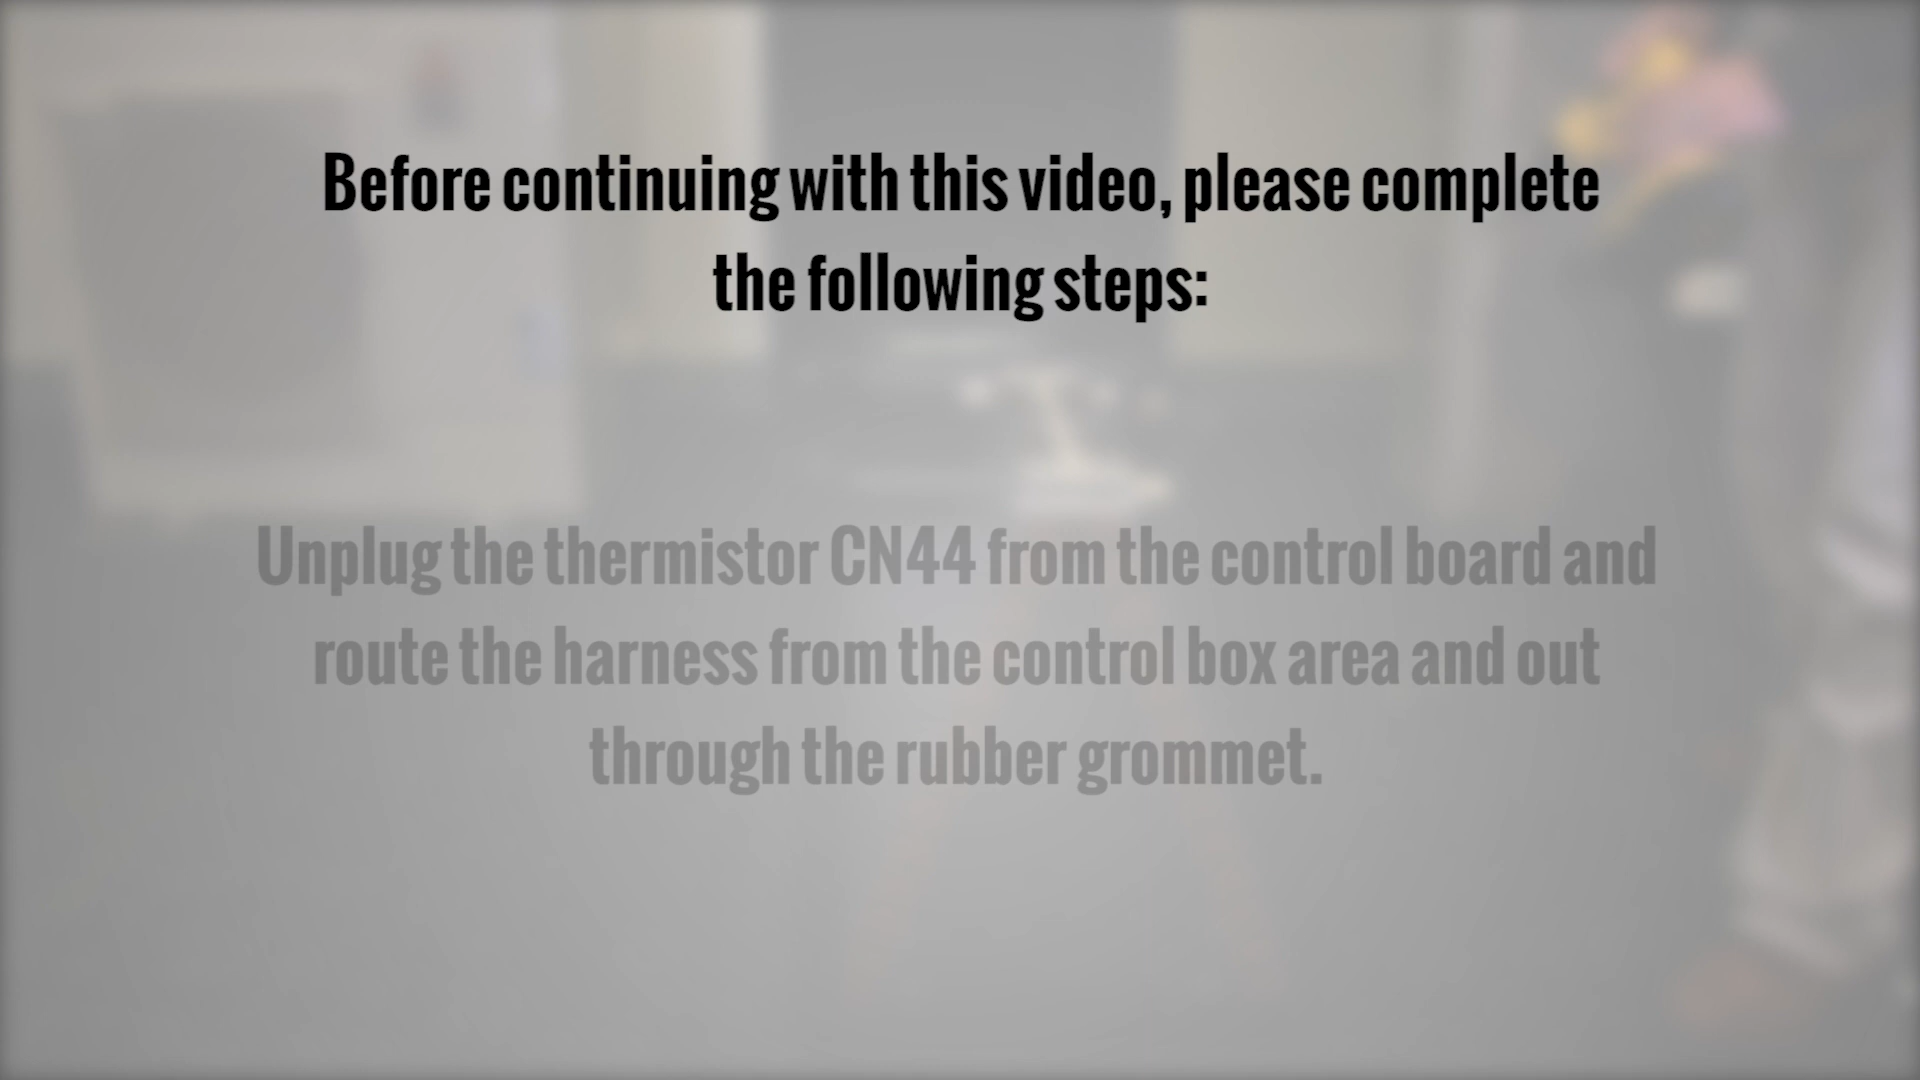 Before continuing with this video, please complete
the following steps:
Unplug the thermistor CN44 from the control board and
route the harness from the control box area and out
through the rubber grommet.